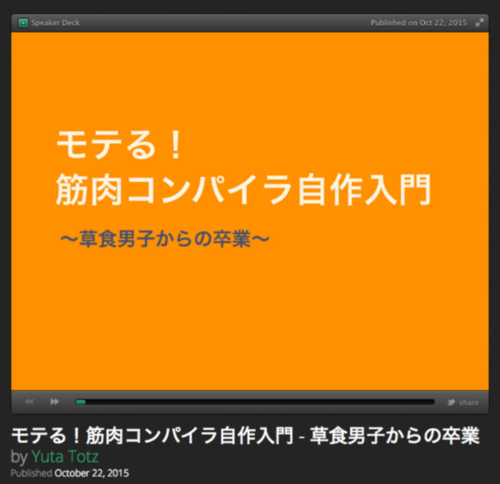 Speaker Deck
Published on Oct 22, 2015
モテる！
筋肉コンパイラ自作入門
〜草食男子からの卒業〜
share
モテる！筋肉コンパイラ自作入門 - 草食男子からの卒業
by Yuta Totz
Published October 22, 2015